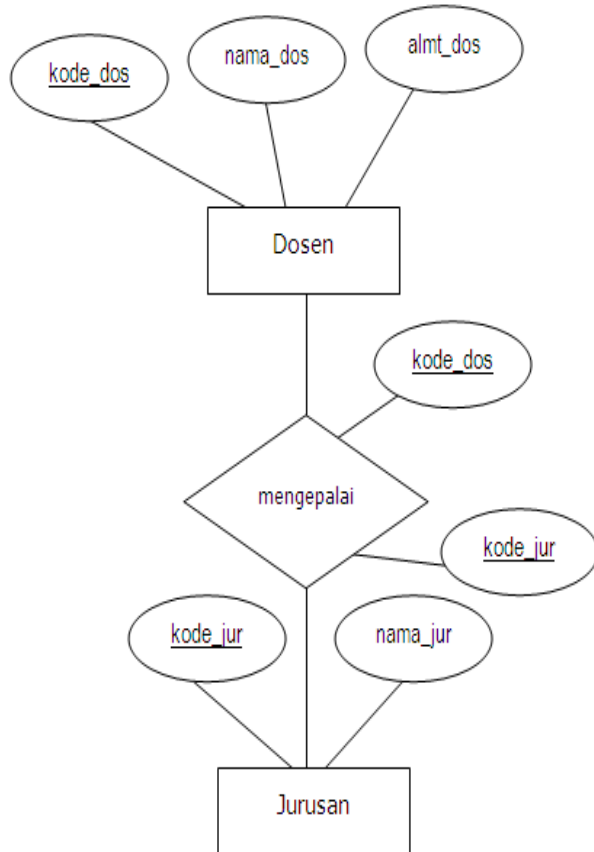 kode_dos
nama_dos
almt_dos
Dosen
kode_dos
mengepalai
kode_jur
kode_jur
nama_jur
Jurusan